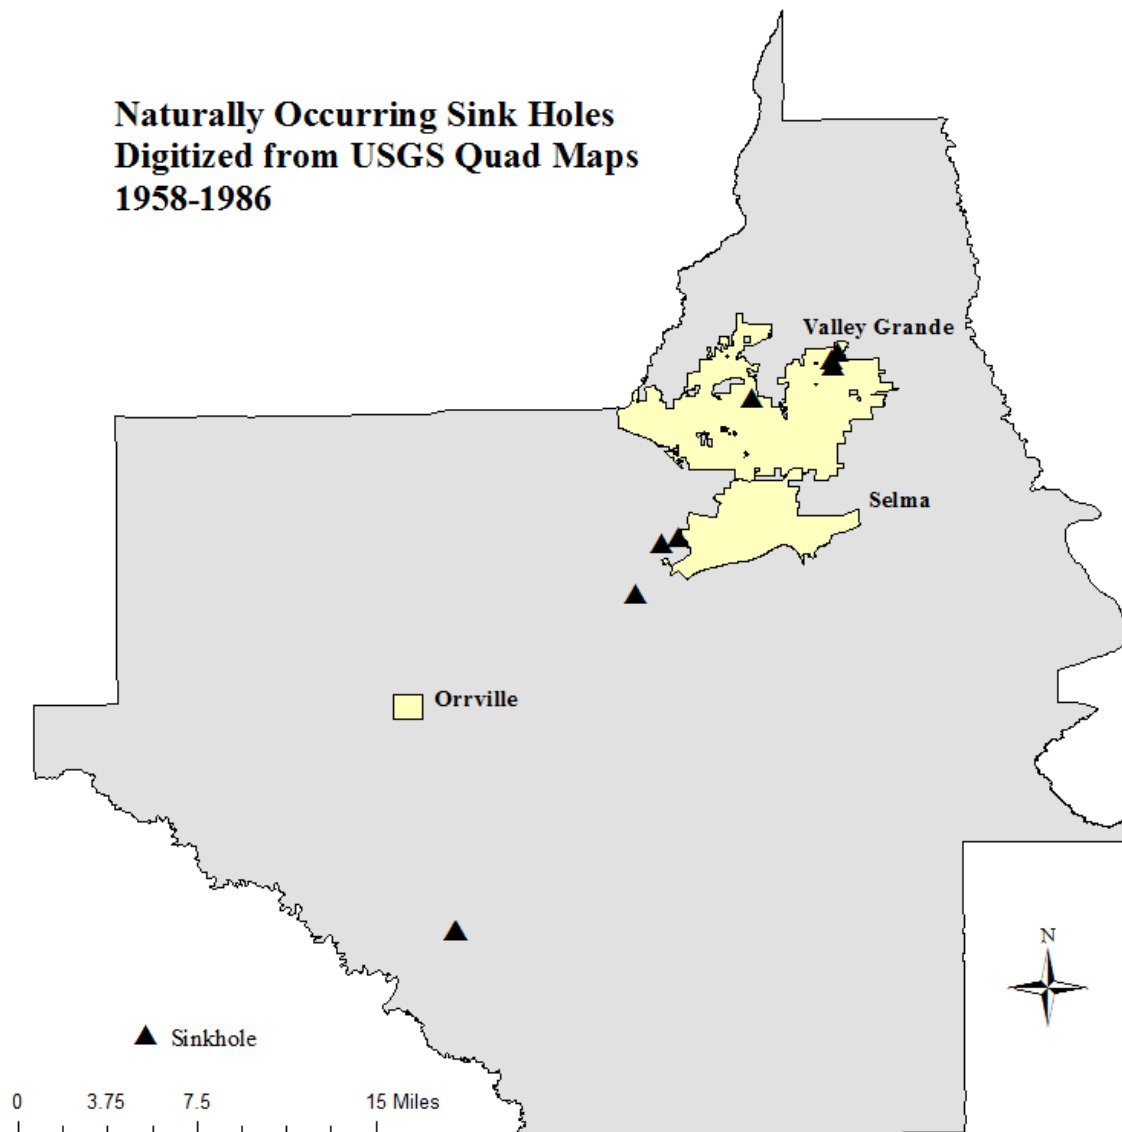 Naturally Occurring Sink Holes
Digitized from USGS Quad Maps
1958-1986
Valley Grande
Selma
Orrville
N
Sinkhole
0 3.75 7.5 15 Miles